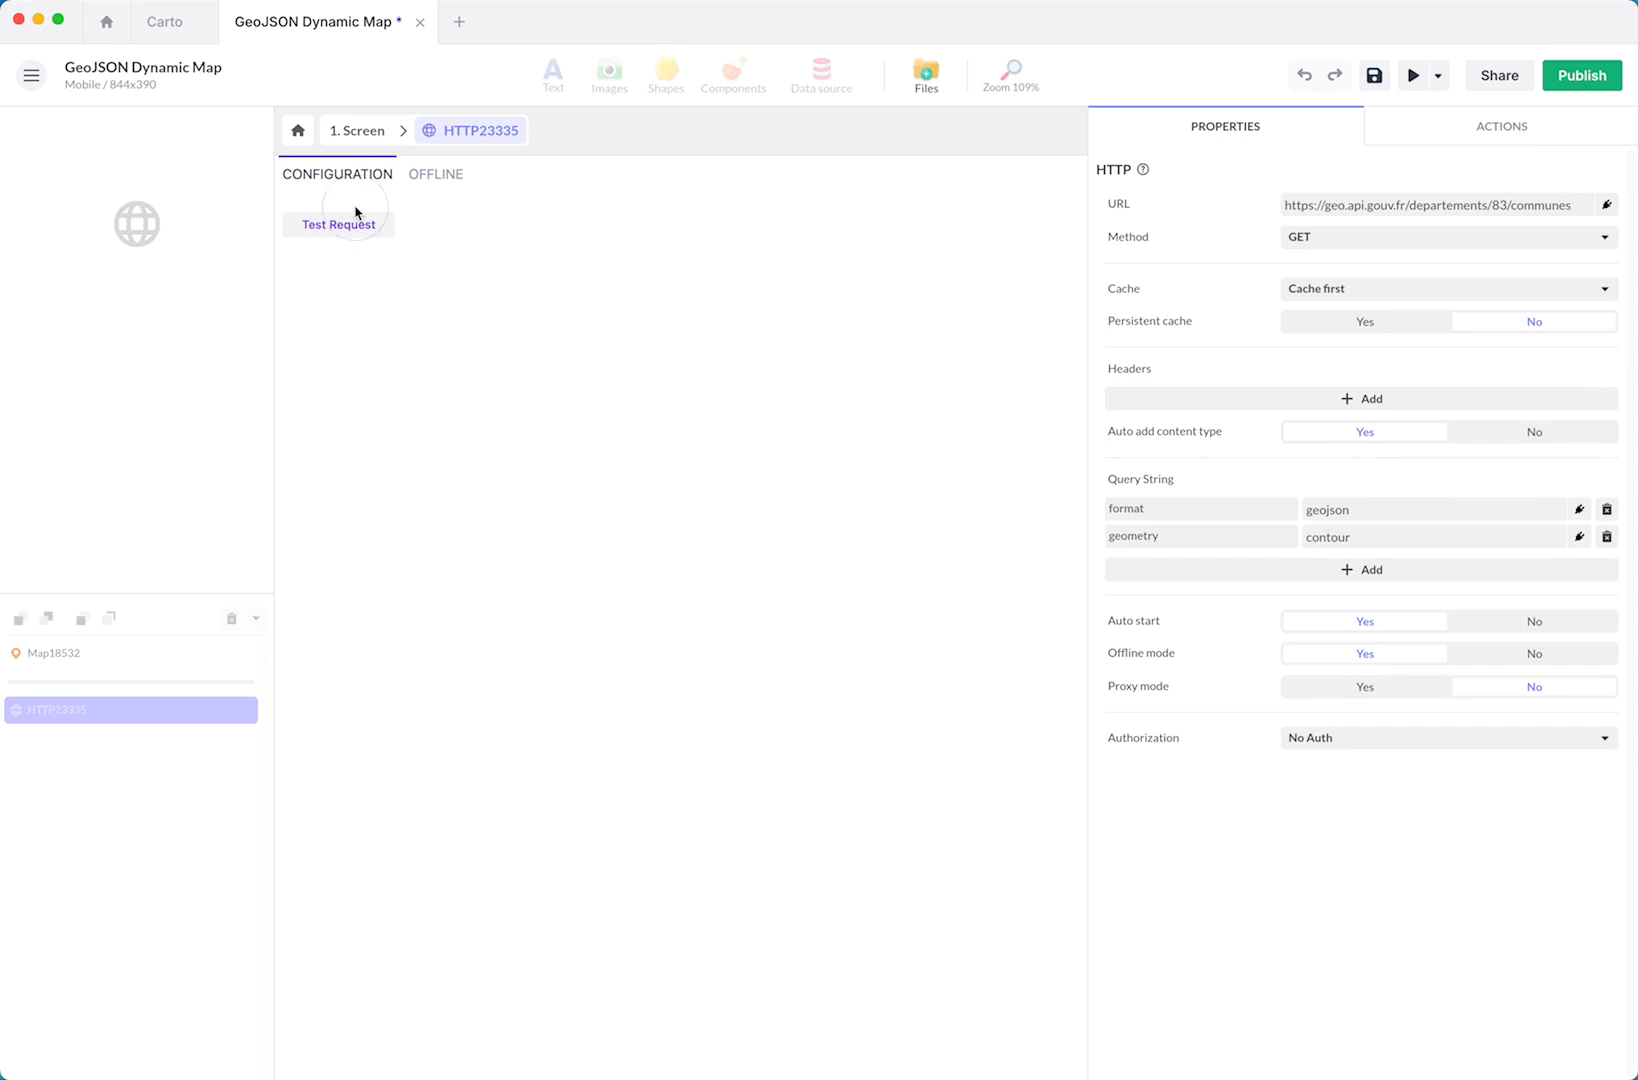 Carto
GeoJSON Dynamic Map *
GeoJSON Dynamic Map
Mobile / 844x390
Text
Images
Shapes
Components
Data source
Files
Zoom 109%
Share
Publish
1. Screen
HTTP23335
CONFIGURATION
OFFLINE
Test Request
Map18532
HTTP23335
PROPERTIES
ACTIONS
HTTP
URL
https://geo.api.gouv.fr/departements/83/communes
Method
GET
Cache
Cache first
Persistent cache
Yes
No
Headers
Add
Auto add content type
Yes
No
Query String
format
geojson
geometry
contour
Add
Auto start
Yes
No
Offline mode
Yes
No
Proxy mode
Yes
No
Authorization
No Auth